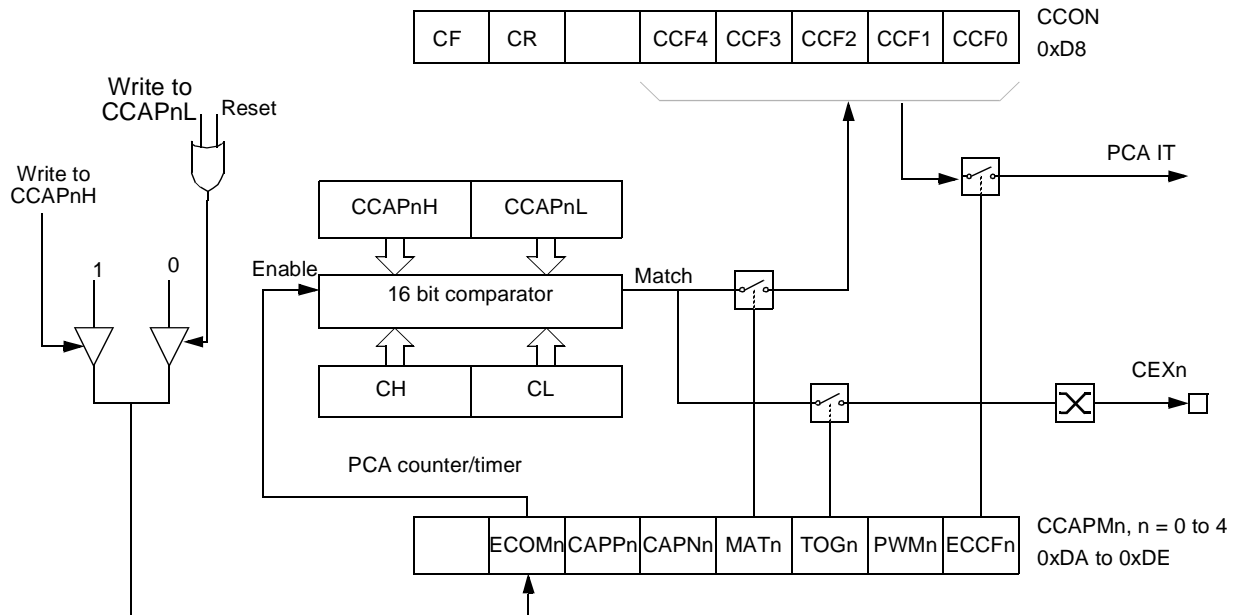 CF CR CCF4 CCF3 CCF2 CCF1 CCF0
CCON
0xD8
Write to
CCAPnL
Reset
Write to
CCAPnH
PCA IT
CCAPnH CCAPnL
1
0
Enable
16 bit comparator
Match
CH CL
CEXn
PCA counter/timer
ECOMn CAPPn CAPNn MATn TOGn PWMn ECCFn
CCAPMn, n = 0 to 4
0xDA to 0xDE